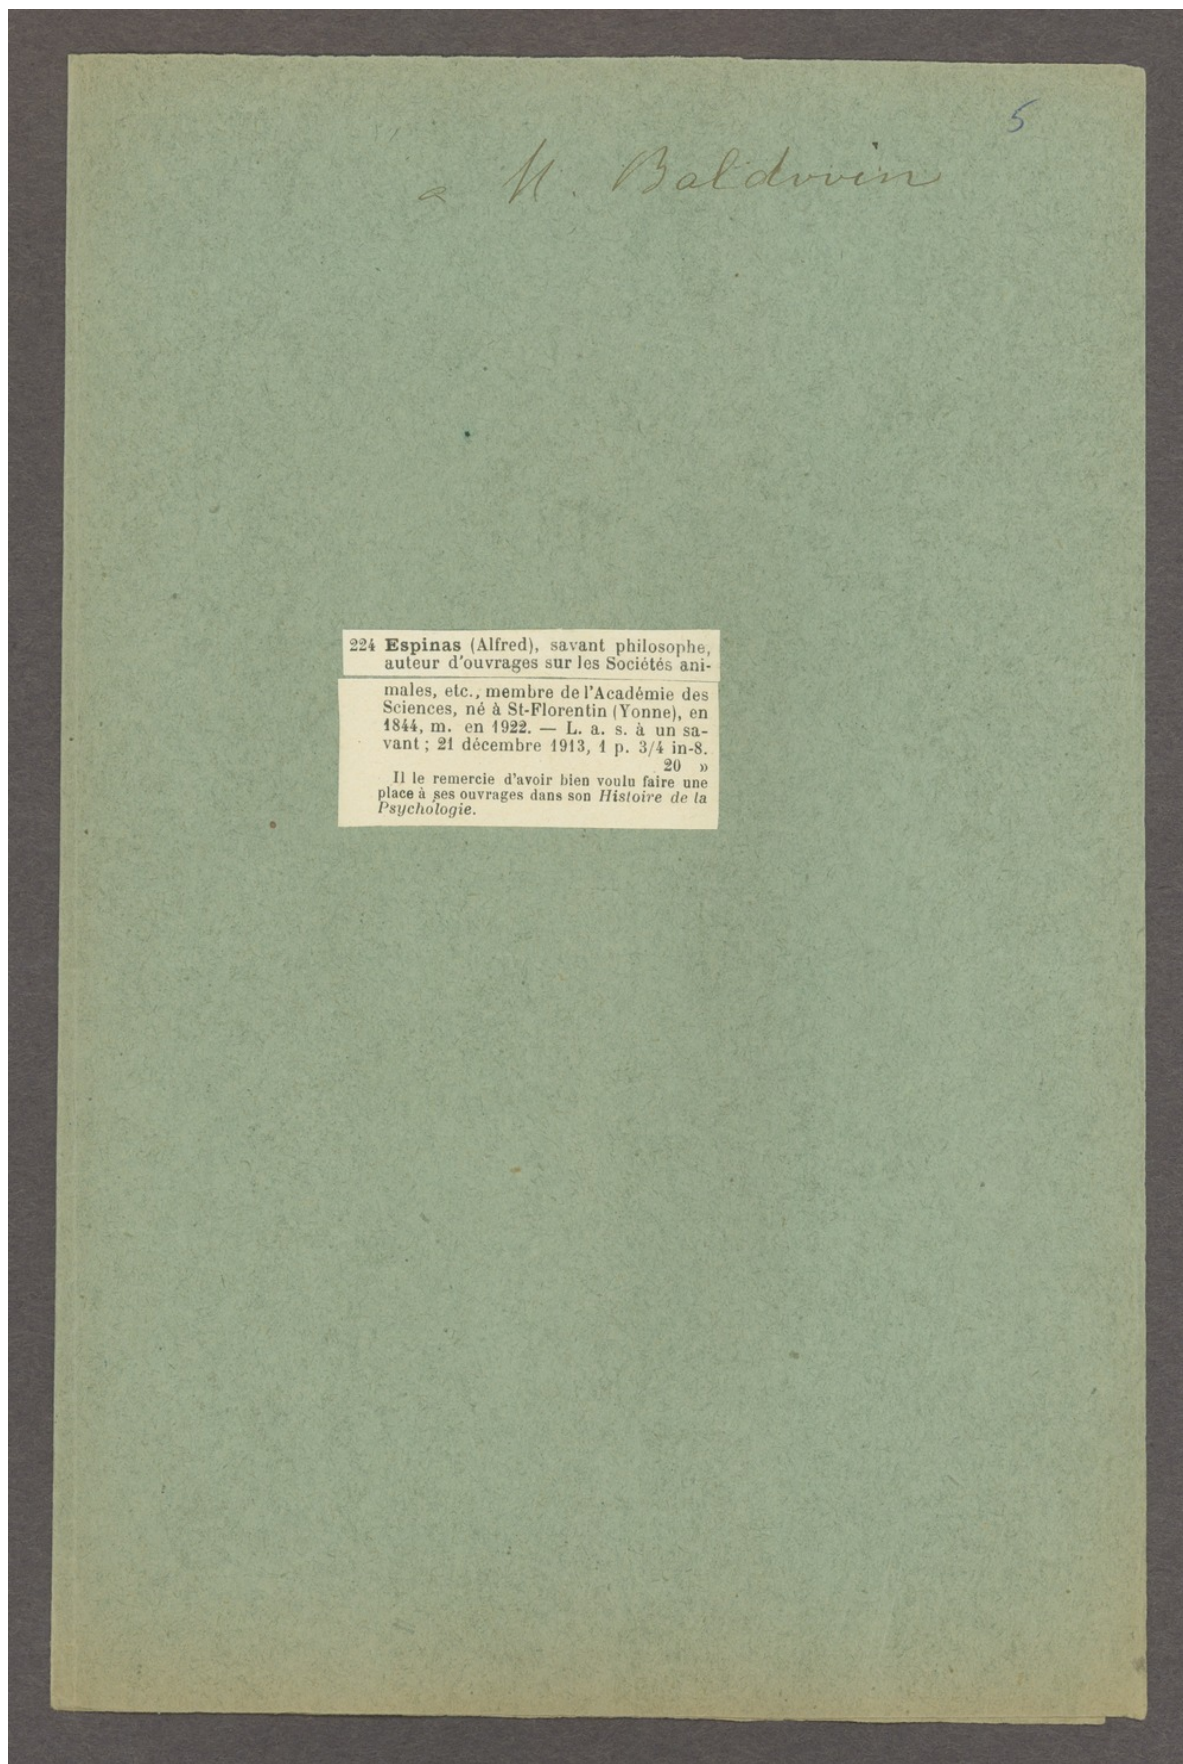 5
a M. Baldwin
224 Espinas (Alfred), savant philosophe,
auteur d'ouvrages sur les Sociétés ani-
males, etc., membre de l'Académie des
Sciences, né à St-Florentin (Yonne), en
1844, m. en 1922. — L. a. s. à un sa-
vant ; 21 décembre 1913, 1 p. 3/4 in-8.
20 »
Il le remercie d'avoir bien voulu faire une
place à ses ouvrages dans son Histoire de la
Psychologie.